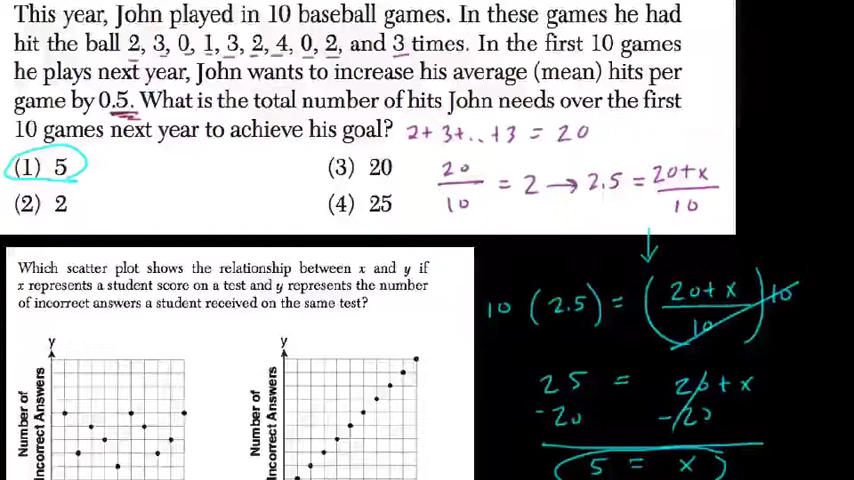 This year, John played in 10 baseball games. In these games he had
hit the ball 2, 3, 0, 1, 3, 2, 4, 0, 2, and 3 times. In the first 10 games
he plays next year, John wants to increase his average (mean) hits per
game by 0.5. What is the total number of hits John needs over the first
10 games next year to achieve his goal? 2+3+...+3 = 20
(1) 5 (3) 20
(2) 2 (4) 25
20/10 = 2 → 2.5 = 20+x/10
Which scatter plot shows the relationship between x and y if
x represents a student score on a test and y represents the number
of incorrect answers a student received on the same test?
y
Number of
Incorrect Answers
y
Number of
Incorrect Answers
10 (2.5) = (20+x/10) 10
25 = 20+x
-20 -20
5 = x